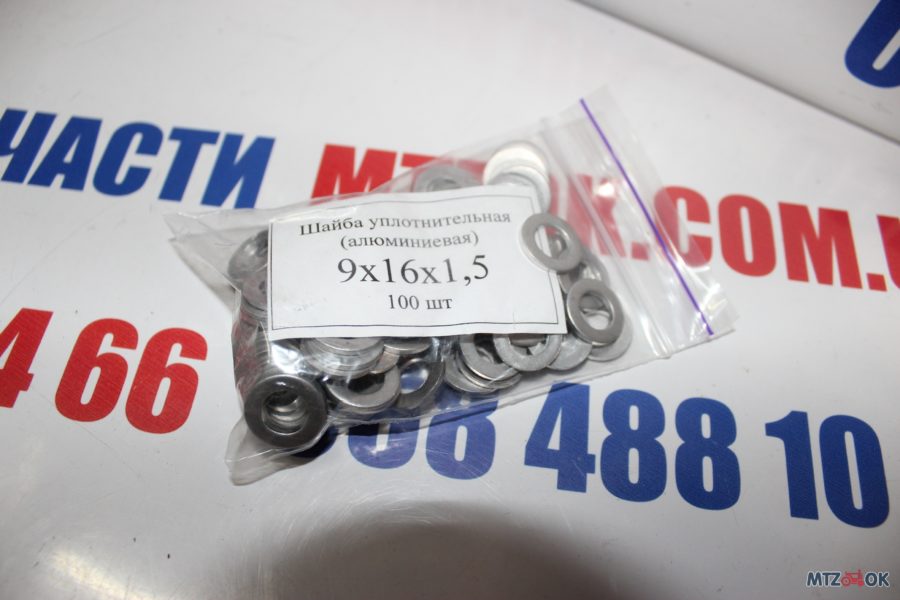 ЧАСТИ
Шайба уплотнительная
(алюминиевая)
9x16x1,5
100 шт
.COM.
4 66
488 10
MTZ OK